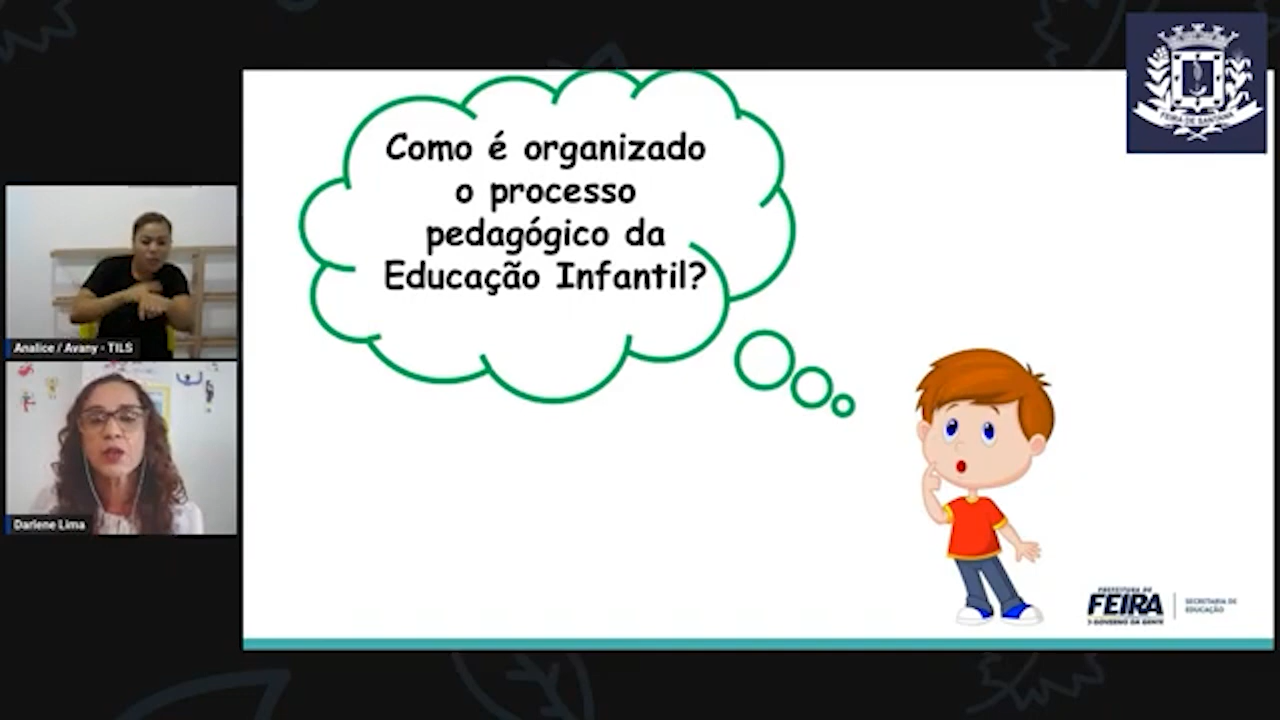 Como é organizado
o processo
pedagógico da
Educação Infantil?
FEIRA DE SANTANA
Analice / Avany - TILS
Darlene Lima
PREFEITURA DE
FEIRA
O GOVERNO DA GENTE
SECRETARIA DE
EDUCAÇÃO